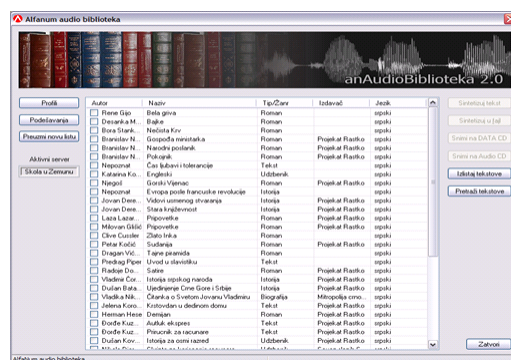 Alfanum audio biblioteka
anAudioBiblioteka 2.0
Profili
Podešavanja
Preuzmi novu listu
Aktivni server
Skola u Zemunu
Autor Naziv Tip/Žanr Izdavač Jezik
Rene Gijo Bela griva Roman srpski
Desanka M... Bajke Roman srpski
Bora Stank... Nečista Krv Roman srpski
Branislav N... Gospođa ministarka Roman Projekat Rastko srpski
Branislav N... Narodni poslanik Roman Projekat Rastko srpski
Branislav N... Pokojnik Roman Projekat Rastko srpski
Nepoznat Čas ljubavi i tolerancije Tekst srpski
Katarina Ko... Engleski Udzbenik srpski
Njegoš Gorski Vijenac Roman Projekat Rastko srpski
Nepoznat Evropa posle francuske revolucije Istorija srpski
Jovan Dere... Vidovi usmenog stvaranja Istorija Projekat Rastko srpski
Jovan Dere... Stara književnost Istorija Projekat Rastko srpski
Laza Lazar... Pripovetke Roman Projekat Rastko srpski
Milovan Glišić Pripovetke Roman Projekat Rastko srpski
Clive Cussler Zlato Inka Roman srpski
Petar Kočić Sudanija Roman Projekat Rastko srpski
Dragan Vić... Tajne piramida Roman srpski
Predrag Piper Uvod u slavistiku Tekst srpski
Radoje Do... Satire Roman Projekat Rastko srpski
Vladimir Ćor... Istorija srpskog naroda Istorija Projekat Rastko srpski
Dušan Bata... Ujedinjenje Crne Gore i Srbije Istorija Projekat Rastko srpski
Vladika Nik... Čitanka o Svetom Jovanu Vladimiru Biografija Mitropolija crno... srpski
Jelena Koro... Krstovdan u dedinom domu Tekst Projekat Rastko srpski
Herman Hese Demijan Roman Projekat Rastko srpski
Đorđe Kuz... Autluk ekspres Tekst Projekat Rastko srpski
Đorđe Kuz... Prirucnik za racunare Tekst Projekat Rastko srpski
Dušan Kov... Istorija za osmi razred Udžbenik Projekat Rastko srpski
Sintetizuj tekst
Sintetizuj u fajl
Snimi na DATA CD
Snimi na Audio CD
Izlistaj tekstove
Pretraži tekstove
Zatvori
Alfanum audio biblioteka